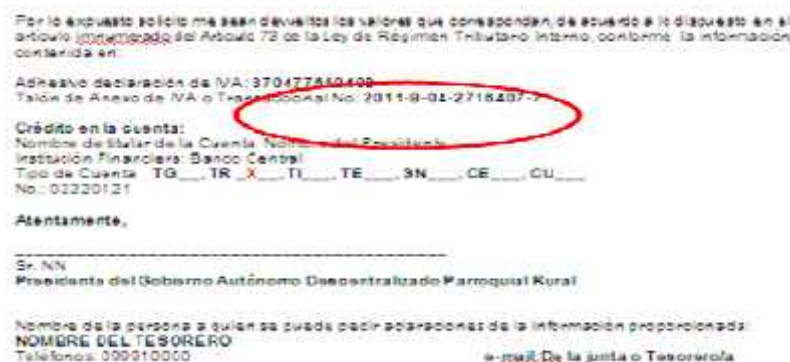 Por lo expuesto solicito me sean devueltos los valores que correspondan, de acuerdo a lo dispuesto en el
artículo innumerado del Artículo 73 de la Ley de Régimen Tributario Interno, conforme la información
contenida en:
Adhesivo declaración de IVA:
Talón de Anexo de IVA o Transaccional No: 2011-9-04-2716407-7
Crédito en la cuenta:
Nombre de titular de la Cuenta: Nombre del Presidente
Institución Financiera: Banco Central
Tipo de Cuenta TG___, TR _X___, TI___, TE___, SN___, CE___, CU___
No.: 02220121
Atentamente,
Sr. NN
Presidente del Gobierno Autónomo Descentralizado Parroquial Rural
Nombre de la persona a quien se puede pedir aclaraciones de la información proporcionada:
NOMBRE DEL TESORERO
Teléfonos: 099910000 e-mail: De la junta o Tesorero/a